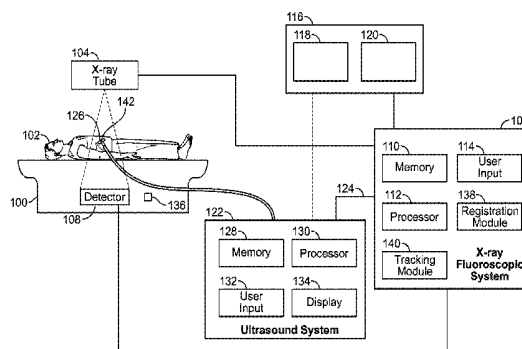 116
118
120
104
X-ray
Tube
126
142
102
110
114
Memory
User
Input
124
100
Detector
108
136
122
112
138
Processor
Registration
Module
128
130
Memory
Processor
140
Tracking
Module
X-ray
Fluoroscopic
System
132
134
User
Input
Display
Ultrasound System